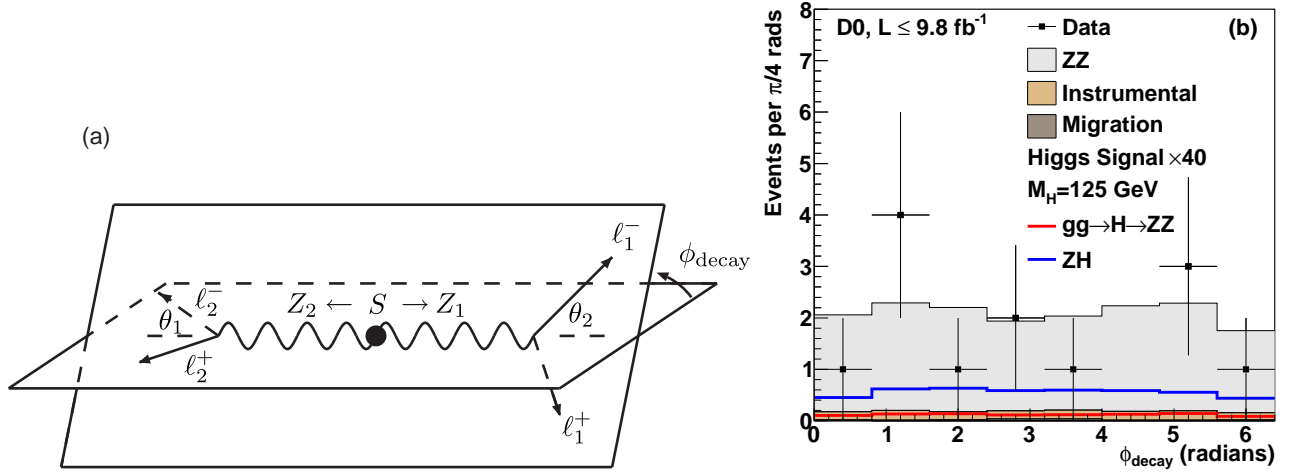 (a)
ℓ₁⁻
ϕ_decay
ℓ₂⁻
θ₁
Z₂ ← S → Z₁
θ₂
ℓ₂⁺
ℓ₁⁺
Events per π/4 rads
8
7
6
5
4
3
2
1
0
D0, L ≤ 9.8 fb⁻¹
(b)
Data
ZZ
Instrumental
Migration
Higgs Signal ×40
M_H=125 GeV
gg→H→ZZ
ZH
0 1 2 3 4 5 6
ϕ_decay (radians)